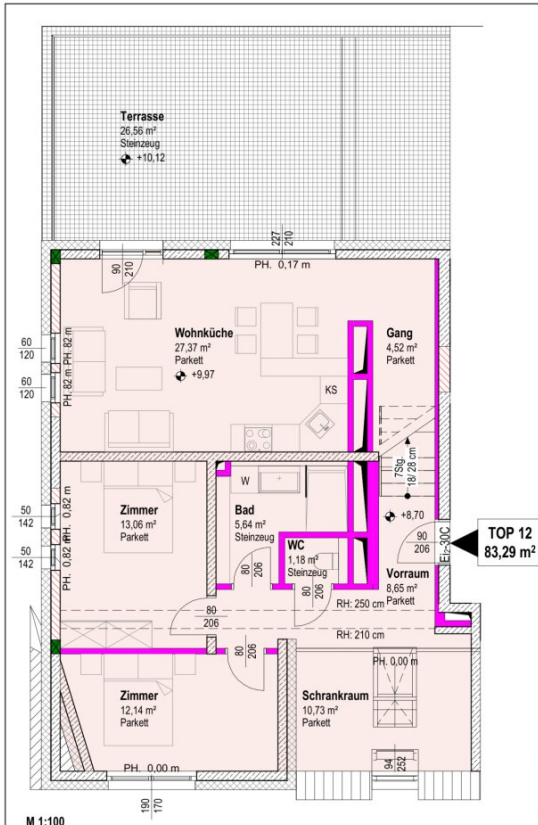 Terrasse
26,56 m²
Steinzeug
+10,12
227
210
PH. 0,17 m
90
210
Wohnküche
27,37 m²
Parkett
+9,97
Gang
4,52 m²
Parkett
60
120
PH. 82 m
60
120
PH. 82 m
KS
7Stg.
18/ 28 cm
+8,70
90
206
EI₂-30C
TOP 12
83,29 m²
50
142
PH. 0,82 m
50
142
PH. 0,82 m
Zimmer
13,06 m²
Parkett
W
Bad
5,64 m²
Steinzeug
WC
1,18 m²
Steinzeug
80
206
80
206
Vorraum
8,65 m²
Parkett
80
206
RH: 250 cm
RH: 210 cm
80
206
PH. 0,00 m
Zimmer
12,14 m²
Parkett
Schrankraum
10,73 m²
Parkett
PH. 0,00 m
94
252
190
170
M 1:100